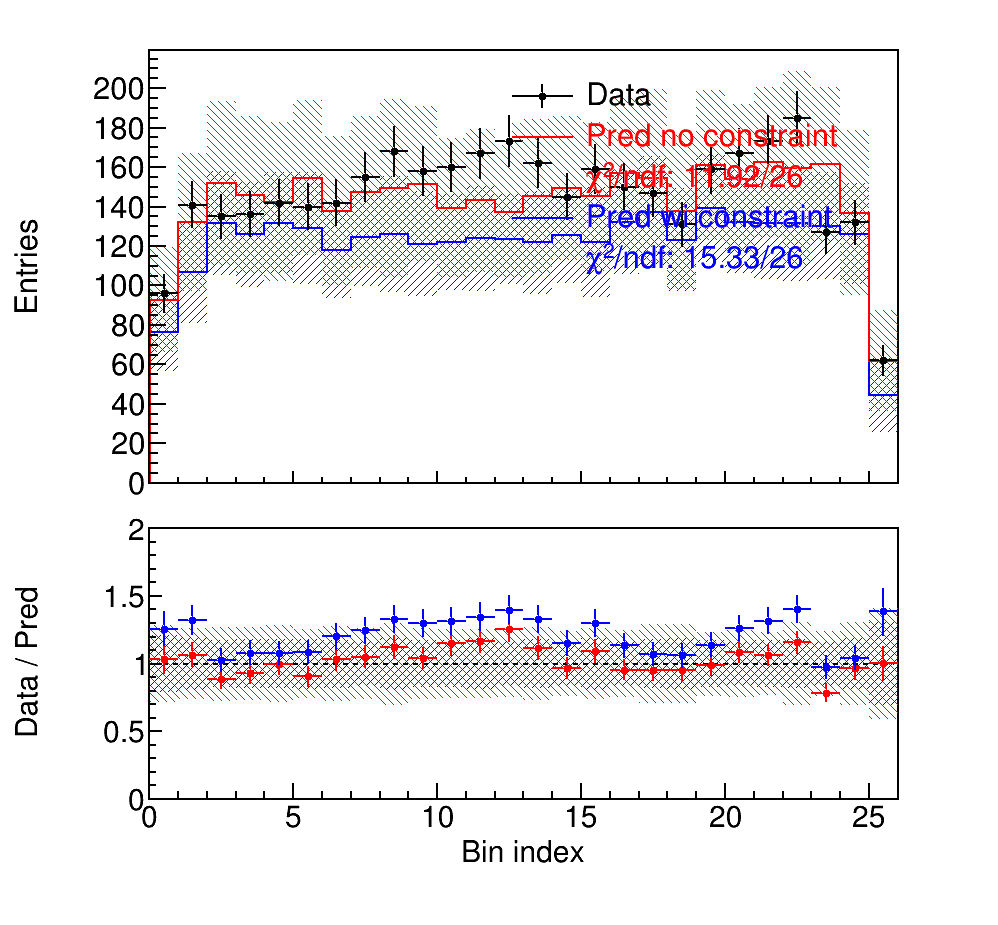 200
180
160
140
120
100
80
60
40
20
0
Entries
Data
Pred no constraint
χ²/ndf: 11.92/26
Pred wi constraint
χ²/ndf: 15.33/26
2
1.5
1
0.5
0
Data / Pred
0 5 10 15 20 25
Bin index